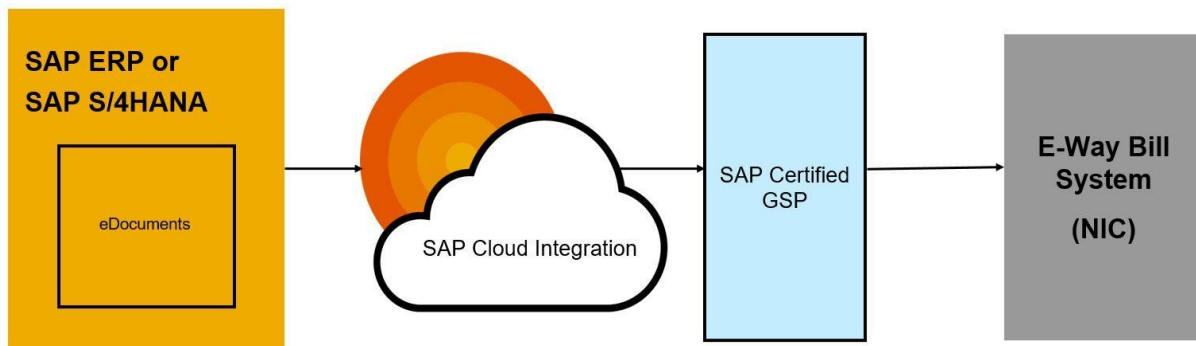 SAP ERP or
SAP S/4HANA
eDocuments
SAP Cloud Integration
SAP Certified
GSP
E-Way Bill
System
(NIC)